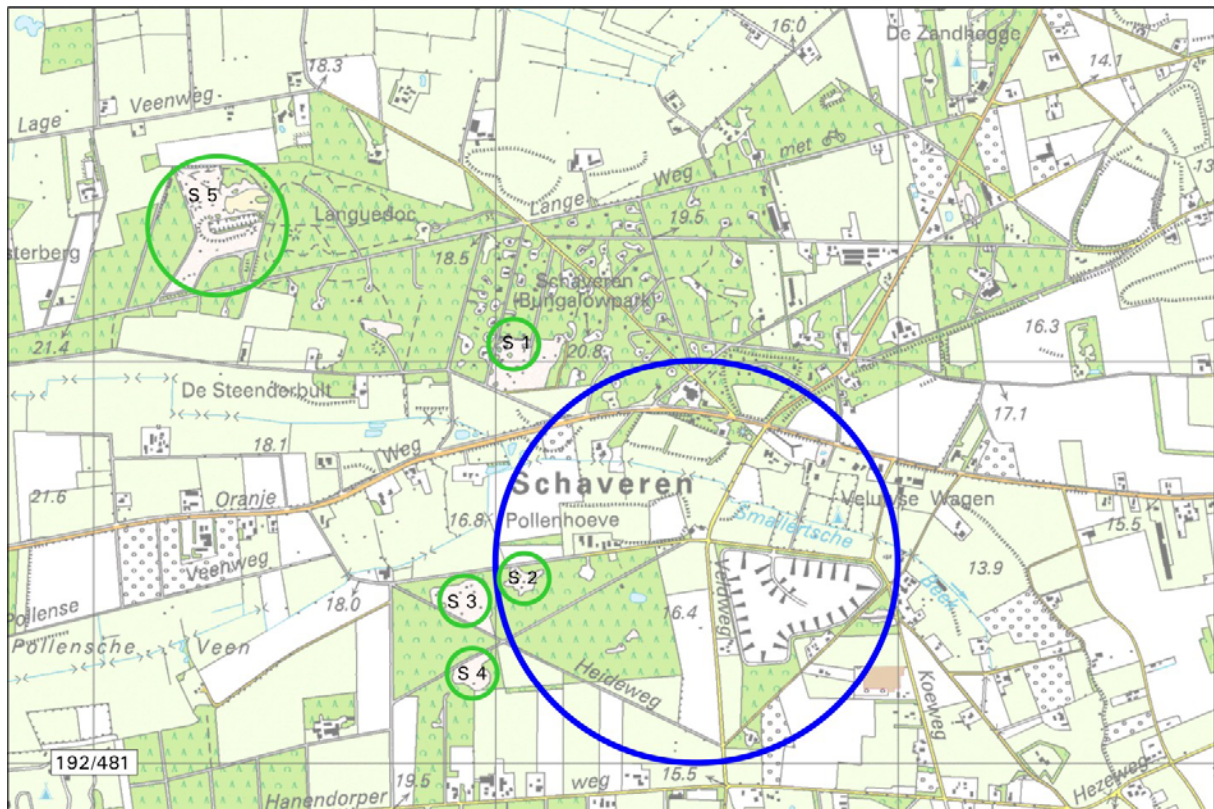 De Zandhegge
16.0
14.1
18.3
Veenweg
Lage
met
Weg
S 5
Languedoc
Lange
19.5
sterberg
18.5
Schaveren
(Bungalowpark)
S 1
20.8
16.3
21.4
De Steenderbult
17.1
18.1
Weg
Schaveren
Veluwse Wagen
21.6
Oranje
16.8
Pollenhoeve
Smallertsche
15.5
Veenweg
S 2
13.9
Beek
S 3
18.0
Pollense
16.4
Verdweg
Pollensche Veen
S 4
Heideweg
Koeweg
192/481
15.5
weg
19.5
Hanendorper
Hezeweg